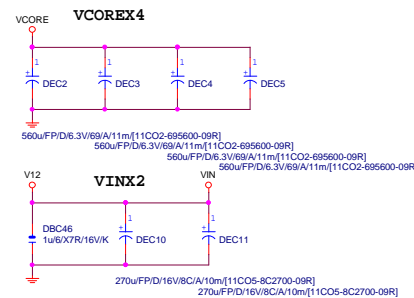 VCOREX4
VCORE
1 1 1 1
+ + + +
DEC2 DEC3 DEC4 DEC5
560u/FP/D/6.3V/69/A/11m/[11CO2-695600-09R]
560u/FP/D/6.3V/69/A/11m/[11CO2-695600-09R]
560u/FP/D/6.3V/69/A/11m/[11CO2-695600-09R]
560u/FP/D/6.3V/69/A/11m/[11CO2-695600-09R]
VINX2
V12 VIN
1 1
+ +
DBC46
1u/6/X7R/16V/K
DEC10 DEC11
270u/FP/D/16V/8C/A/10m/[11CO5-8C2700-09R]
270u/FP/D/16V/8C/A/10m/[11CO5-8C2700-09R]